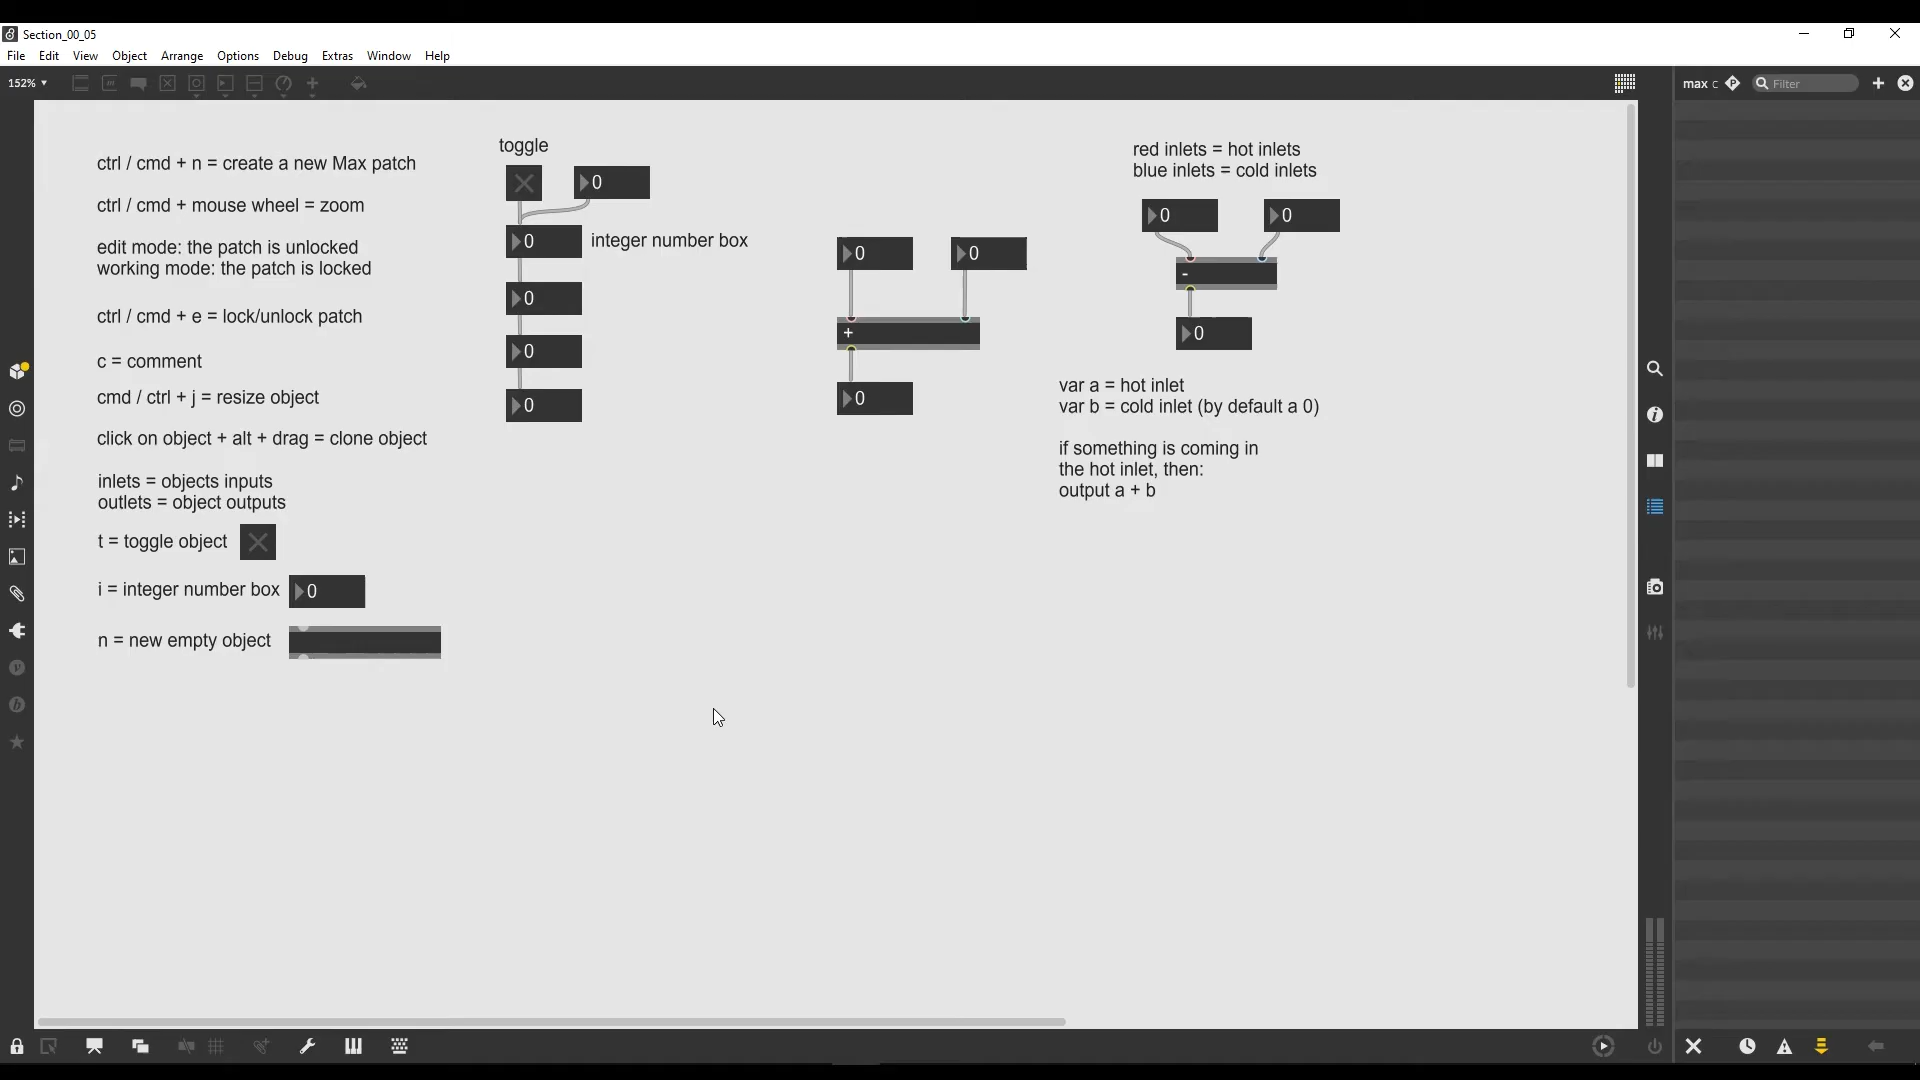 Section_00_05
File Edit View Object Arrange Options Debug Extras Window Help
152%
max c
Filter
ctrl / cmd + n = create a new Max patch
ctrl / cmd + mouse wheel = zoom
edit mode: the patch is unlocked
working mode: the patch is locked
ctrl / cmd + e = lock/unlock patch
c = comment
cmd / ctrl + j = resize object
click on object + alt + drag = clone object
inlets = objects inputs
outlets = object outputs
t = toggle object
i = integer number box
0
n = new empty object
toggle
0
0
integer number box
0
0
0
0
0
+
0
red inlets = hot inlets
blue inlets = cold inlets
0
0
-
0
var a = hot inlet
var b = cold inlet (by default a 0)
if something is coming in
the hot inlet, then:
output a + b